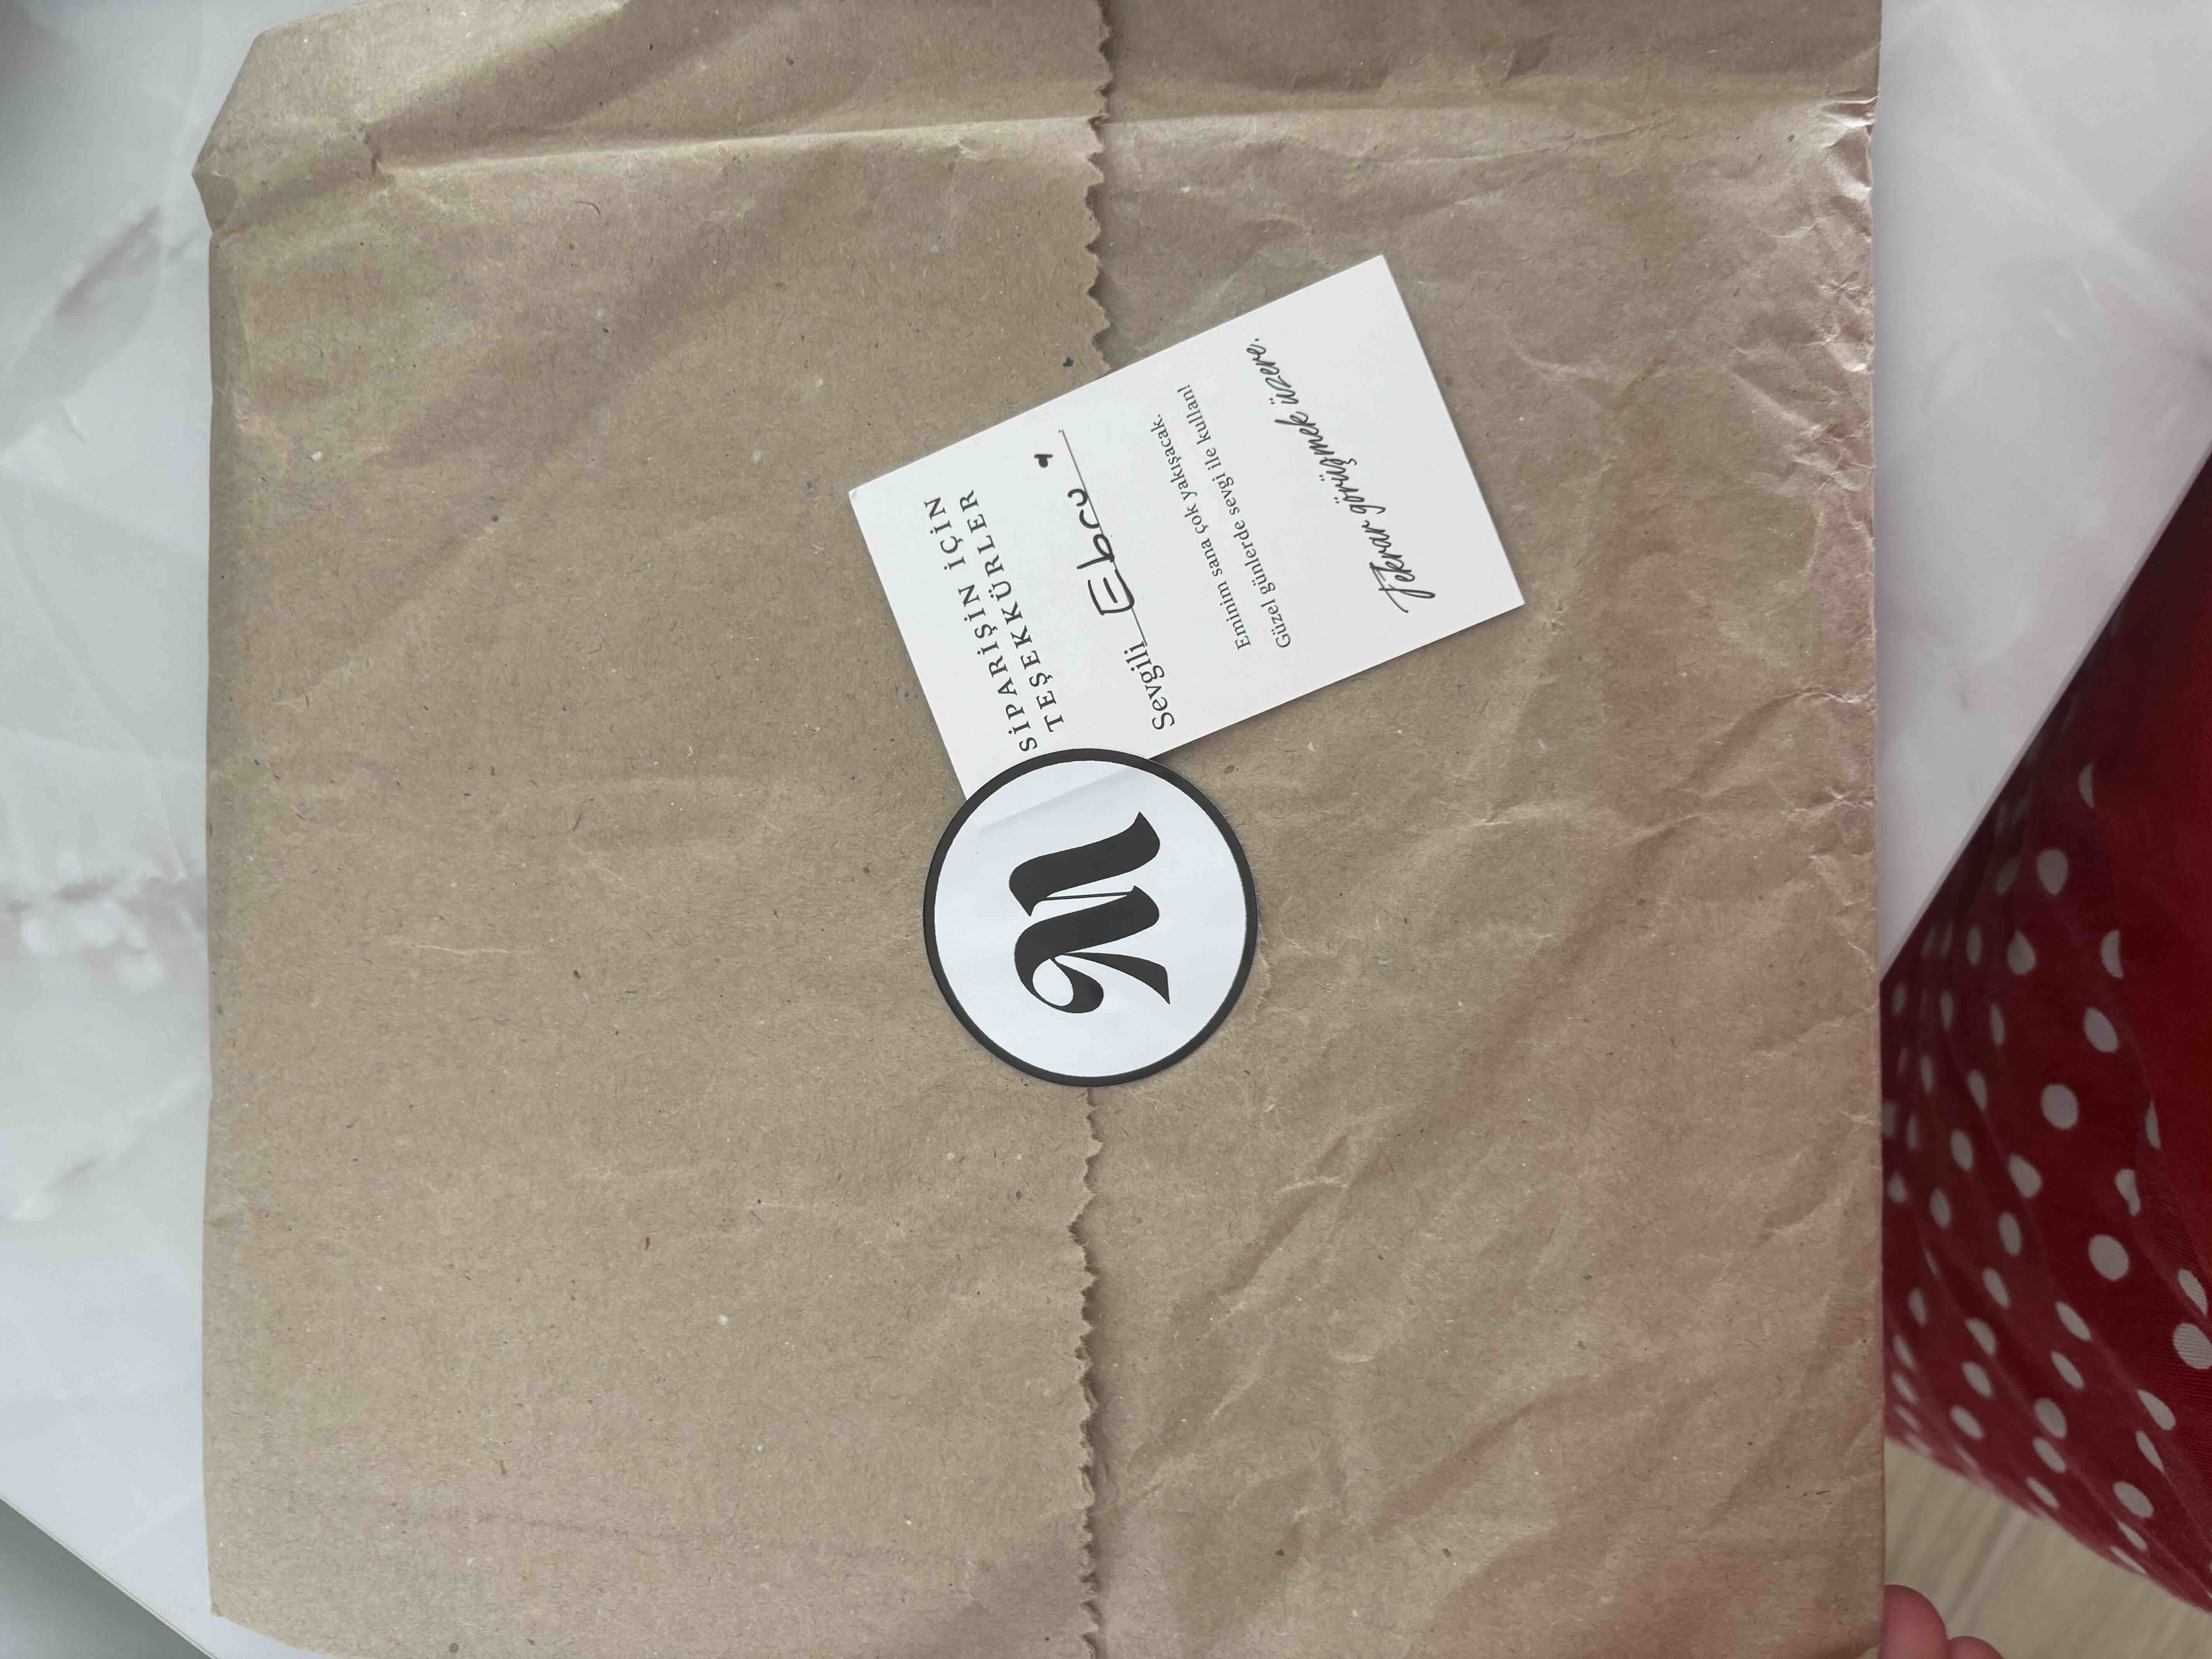 SİPARİŞİN İÇİN
TEŞEKKÜRLER
Sevgili Ebru
Eminim sana çok yakışacak.
Güzel günlerde sevgi ile kullan!
Tekrar görüşmek üzere,